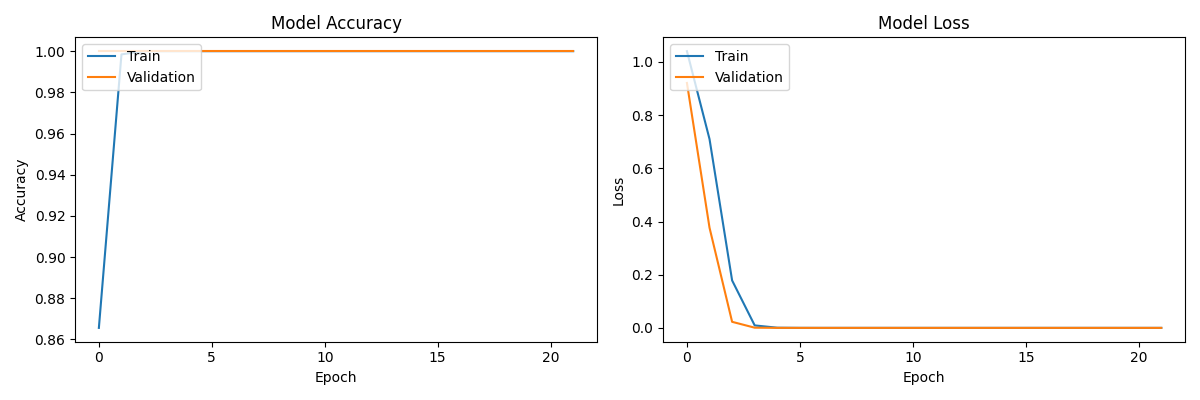 Model Accuracy
Train
Validation
1.00
0.98
0.96
0.94
0.92
0.90
0.88
0.86
Accuracy
0
5
10
15
20
Epoch
Model Loss
Train
Validation
1.0
0.8
0.6
0.4
0.2
0.0
Loss
0
5
10
15
20
Epoch